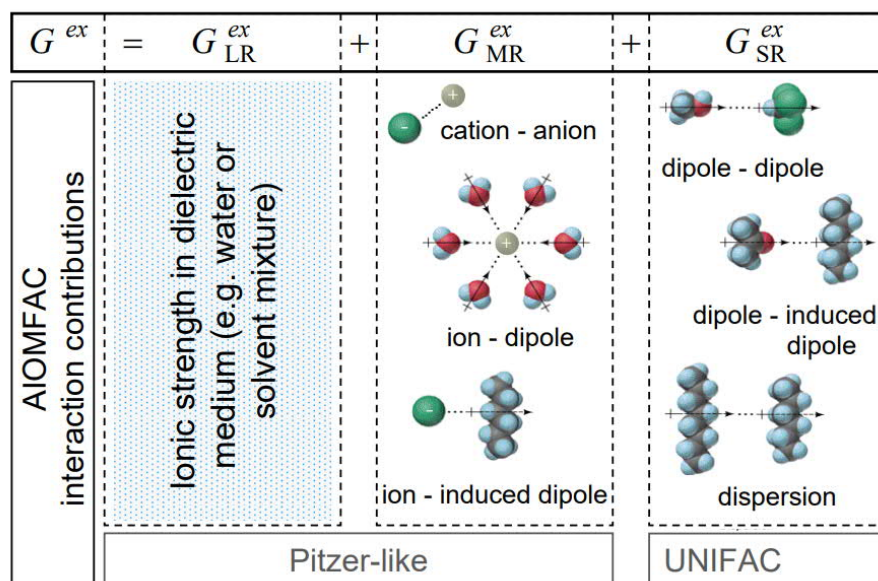 G ex = G ex LR + G ex MR + G ex SR
AIOMFAC
interaction contributions
Ionic strength in dielectric
medium (e.g. water or
solvent mixture)
+
-
cation - anion
+
ion - dipole
-
ion - induced dipole
dipole - dipole
dipole - induced
dipole
dispersion
Pitzer-like
UNIFAC